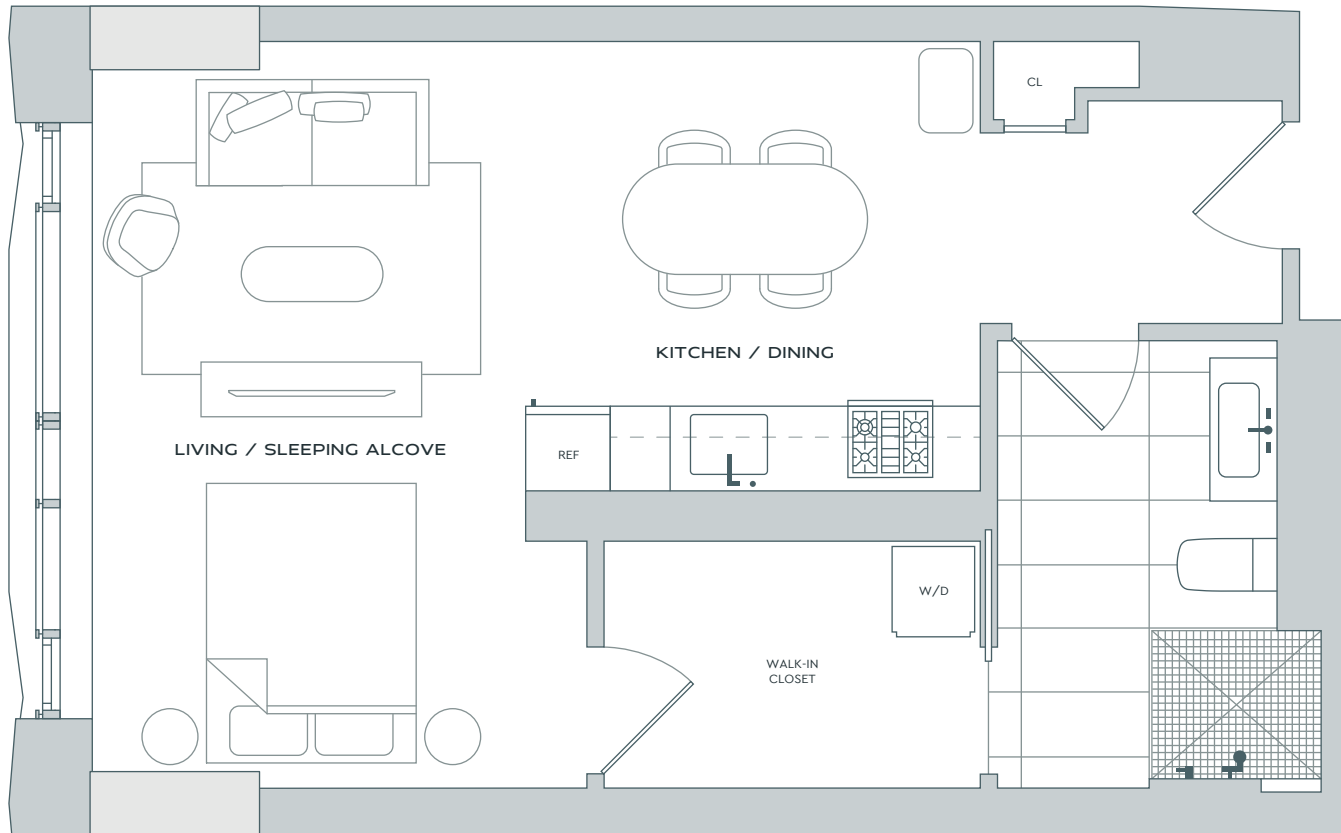 CL
KITCHEN / DINING
LIVING / SLEEPING ALCOVE
REF
W/D
WALK-IN
CLOSET